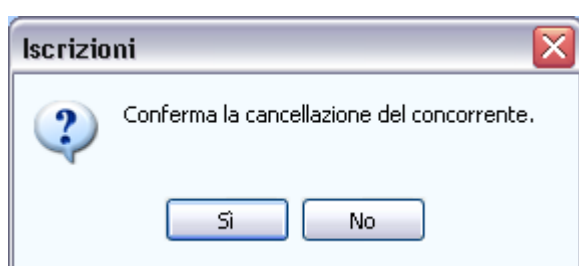 Iscrizioni
Conferma la cancellazione del concorrente.
Sì
No